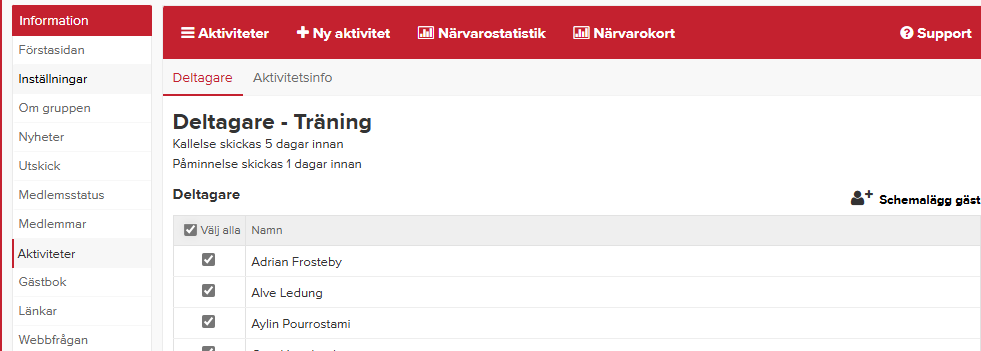 Information
Förstasidan
Inställningar
Om gruppen
Nyheter
Utskick
Medlemsstatus
Medlemmar
Aktiviteter
Gästbok
Länkar
Webbfrågan
Aktiviteter Ny aktivitet Närvarostatistik Närvarokort Support
Deltagare Aktivitetsinfo
Deltagare - Träning
Kallelse skickas 5 dagar innan
Påminnelse skickas 1 dagar innan
Deltagare
Schemalägg gäst
Välj alla Namn
Adrian Frosteby
Alve Ledung
Aylin Pourrostami